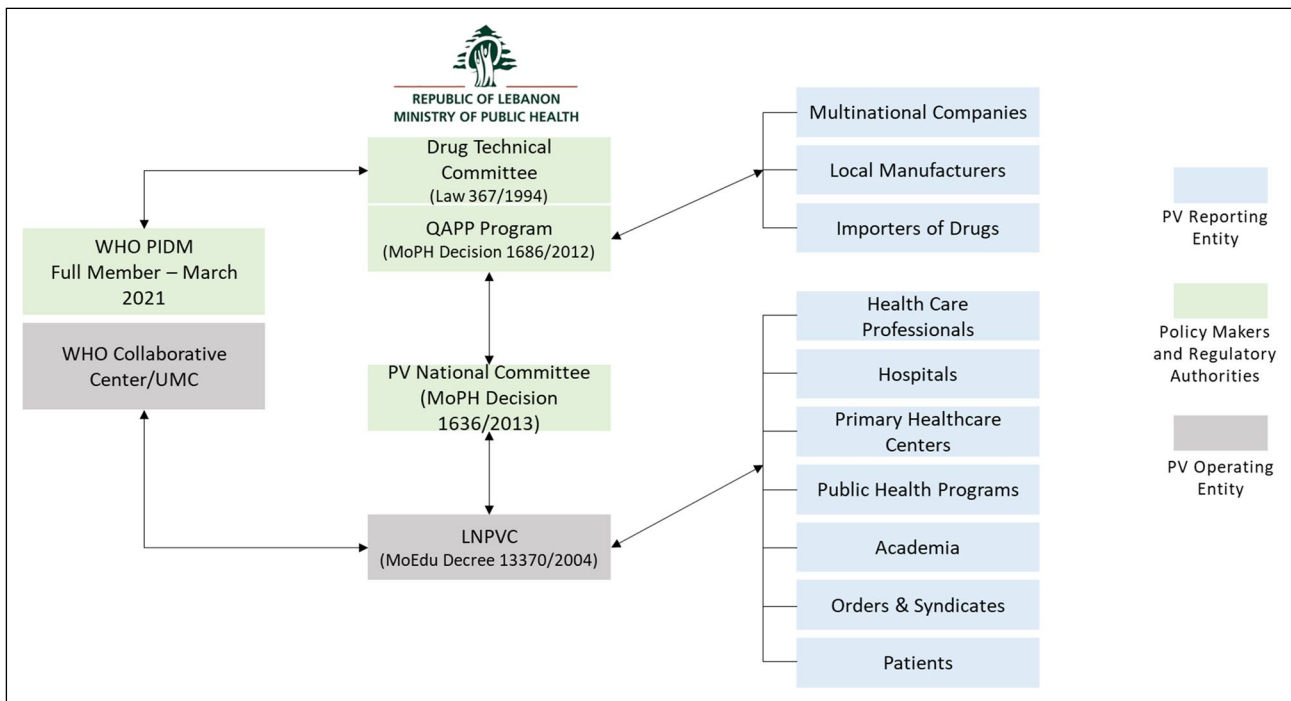 REPUBLIC OF LEBANON
MINISTRY OF PUBLIC HEALTH
Drug Technical
Committee
(Law 367/1994)
QAPP Program
(MoPH Decision 1686/2012)
WHO PIDM
Full Member – March
2021
WHO Collaborative
Center/UMC
PV National Committee
(MoPH Decision
1636/2013)
LNPVC
(MoEdu Decree 13370/2004)
Multinational Companies
Local Manufacturers
Importers of Drugs
Health Care
Professionals
Hospitals
Primary Healthcare
Centers
Public Health Programs
Academia
Orders & Syndicates
Patients
PV Reporting
Entity
Policy Makers
and Regulatory
Authorities
PV Operating
Entity